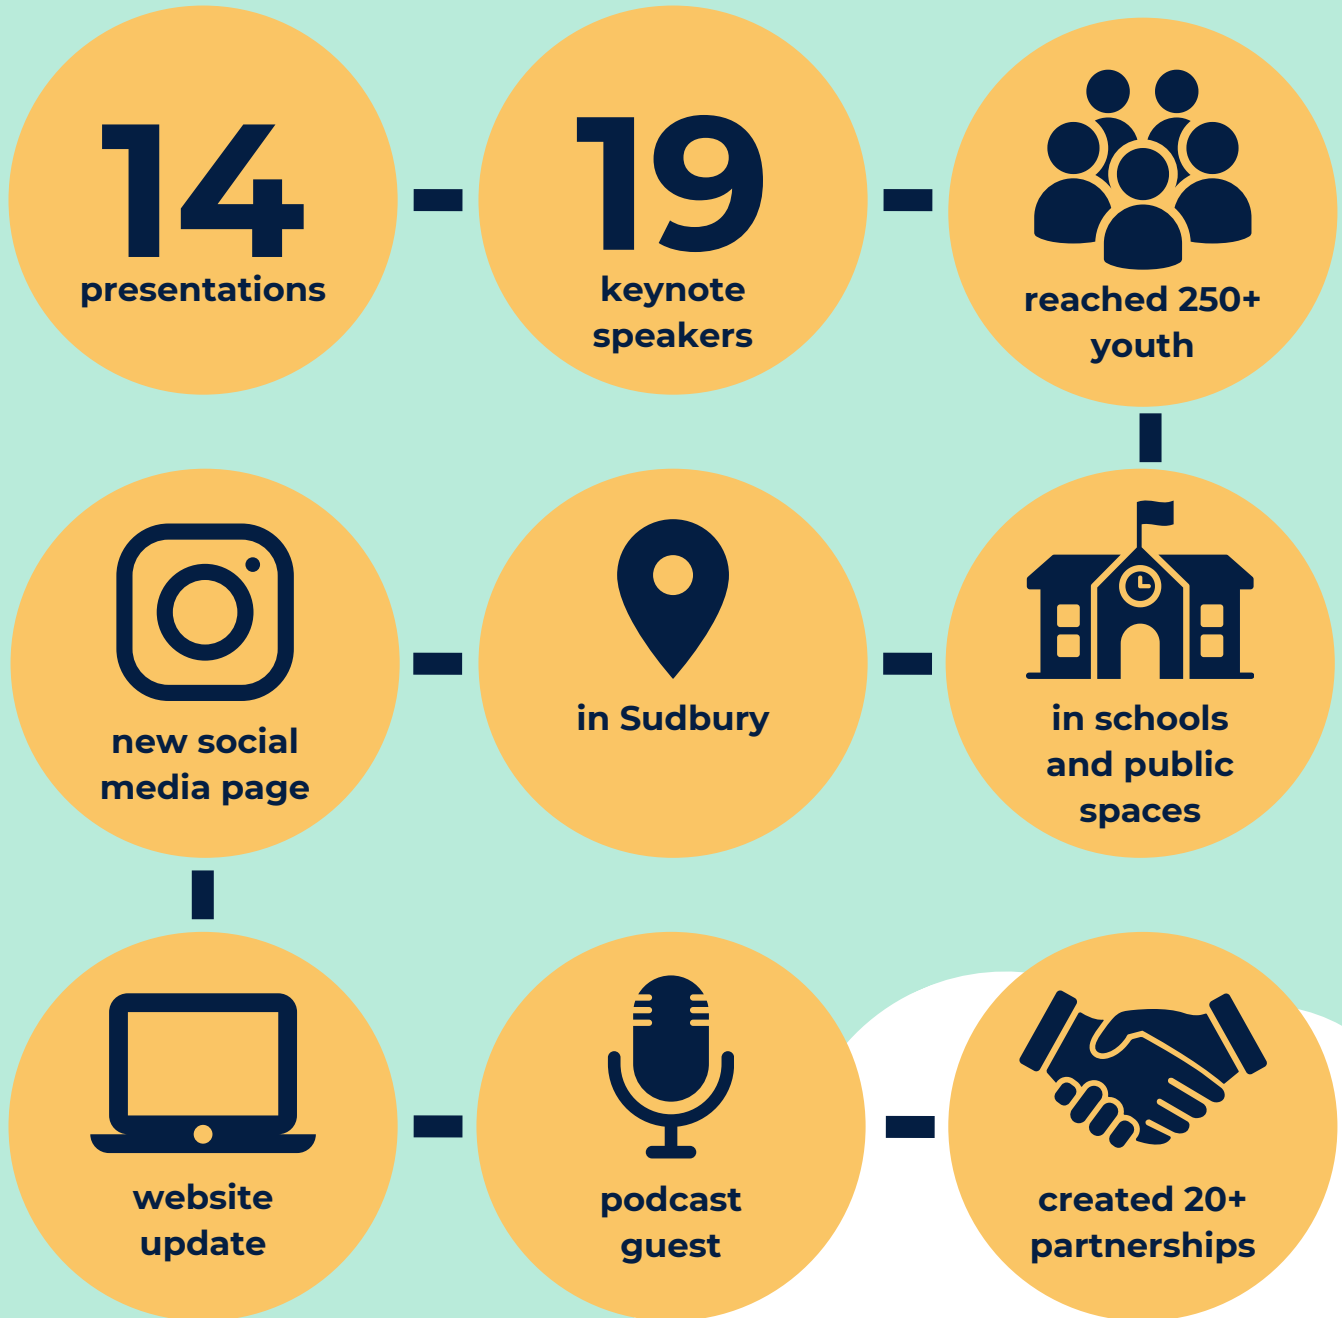 14
presentations
19
keynote
speakers
reached 250+
youth
in schools
and public
spaces
in Sudbury
new social
media page
website
update
podcast
guest
created 20+
partnerships